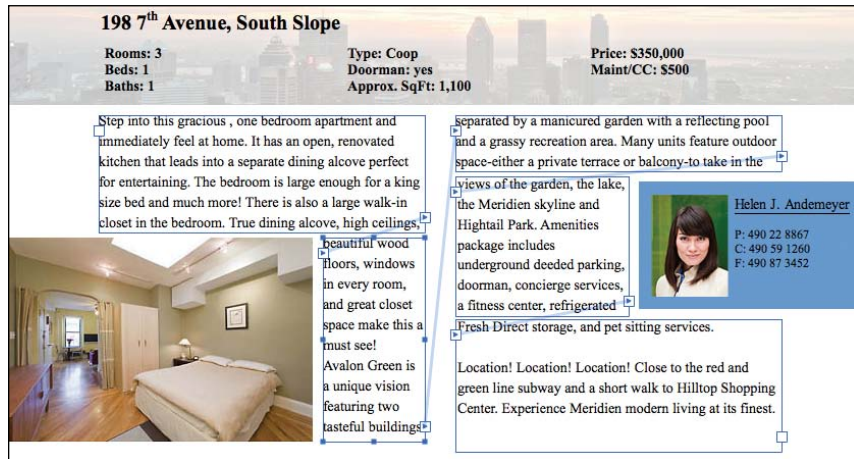 198 7th Avenue, South Slope
Rooms: 3
Beds: 1
Baths: 1
Type: Coop
Doorman: yes
Approx. SqFt: 1,100
Price: $350,000
Maint/CC: $500
Step into this gracious , one bedroom apartment and
immediately feel at home. It has an open, renovated
kitchen that leads into a separate dining alcove perfect
for entertaining. The bedroom is large enough for a king
size bed and much more! There is also a large walk-in
closet in the bedroom. True dining alcove, high ceilings,
beautiful wood
floors, windows
in every room,
and great closet
space make this a
must see!
Avalon Green is
a unique vision
featuring two
tasteful buildings
separated by a manicured garden with a reflecting pool
and a grassy recreation area. Many units feature outdoor
space-either a private terrace or balcony-to take in the
views of the garden, the lake,
the Meridien skyline and
Hightail Park. Amenities
package includes
underground deeded parking,
doorman, concierge services,
a fitness center, refrigerated
Fresh Direct storage, and pet sitting services.
Location! Location! Location! Close to the red and
green line subway and a short walk to Hilltop Shopping
Center. Experience Meridien modern living at its finest.
Helen J. Andemeyer
P: 490 22 8867
C: 490 59 1260
F: 490 87 3452